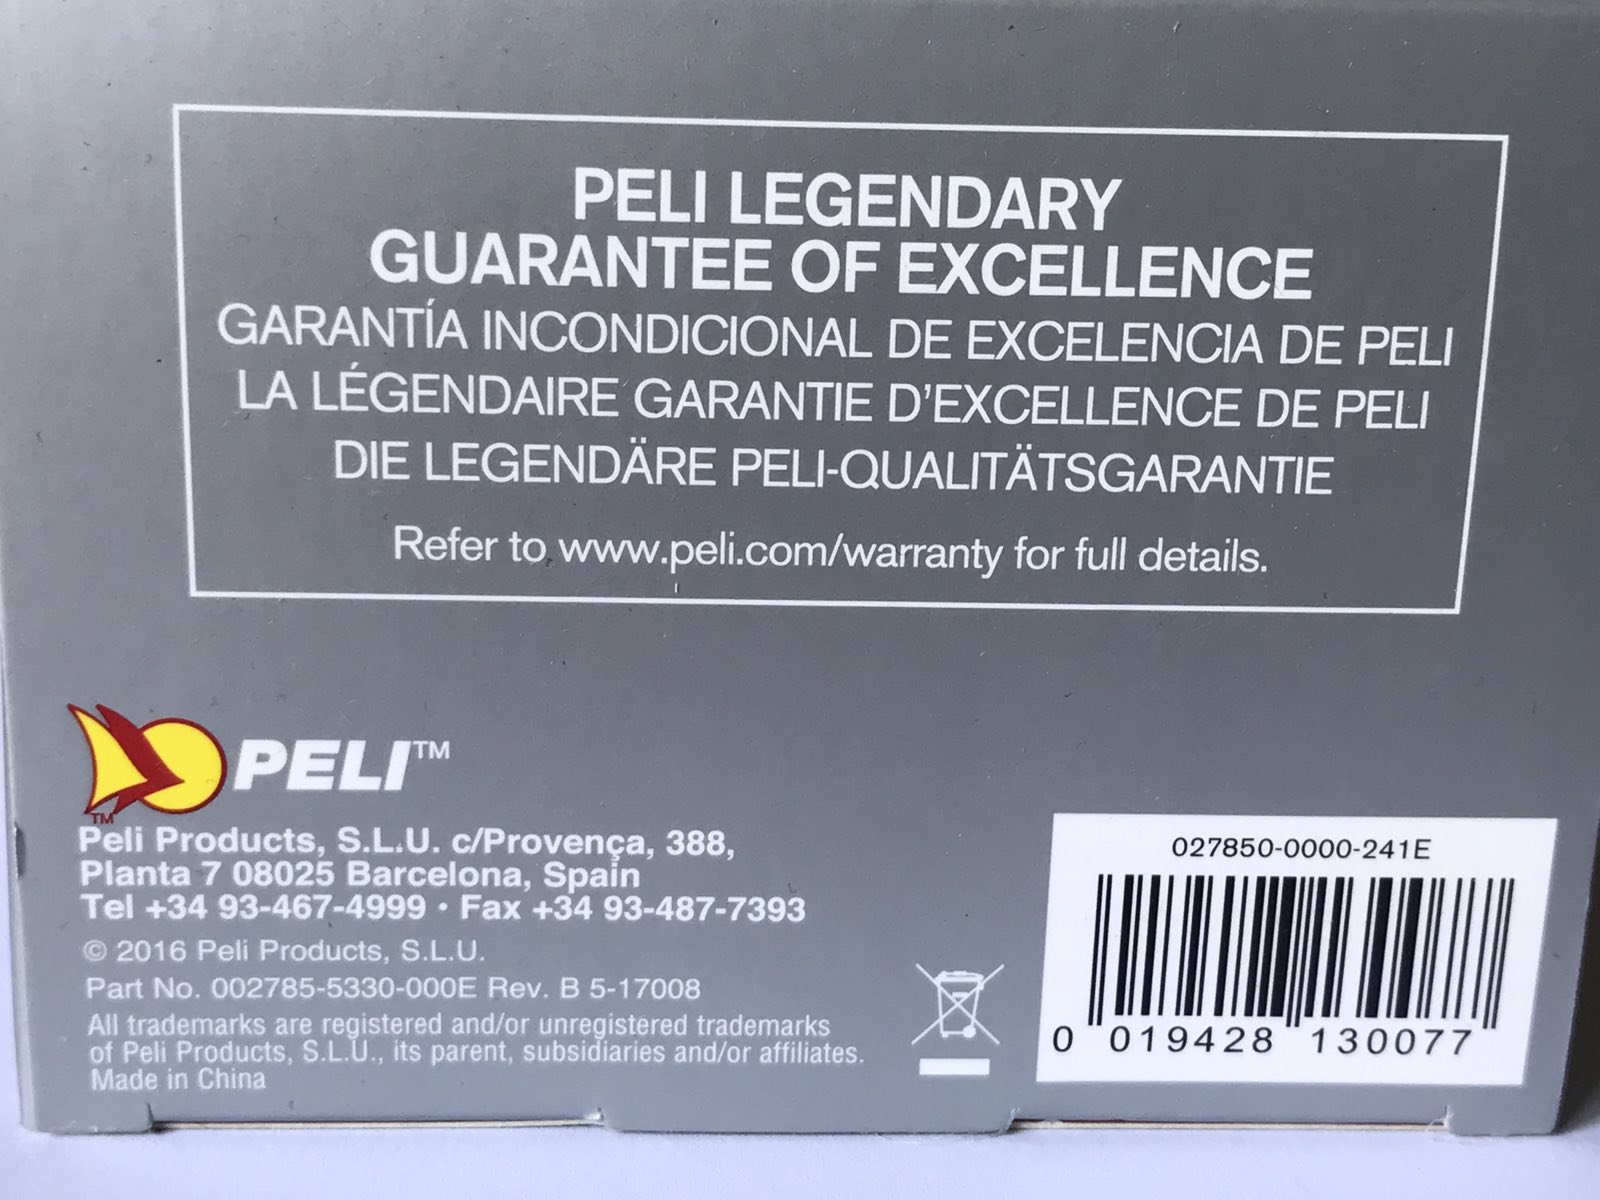 PELI LEGENDARY
GUARANTEE OF EXCELLENCE
GARANTÍA INCONDICIONAL DE EXCELENCIA DE PELI
LA LÉGENDAIRE GARANTIE D'EXCELLENCE DE PELI
DIE LEGENDÄRE PELI-QUALITÄTSGARANTIE
Refer to www.peli.com/warranty for full details.
PELI™
TM
Peli Products, S.L.U. c/Provença, 388,
Planta 7 08025 Barcelona, Spain
Tel +34 93-467-4999 • Fax +34 93-487-7393
© 2016 Peli Products, S.L.U.
Part No. 002785-5330-000E Rev. B 5-17008
All trademarks are registered and/or unregistered trademarks
of Peli Products, S.L.U., its parent, subsidiaries and/or affiliates.
Made in China
027850-0000-241E
0 019428 130077